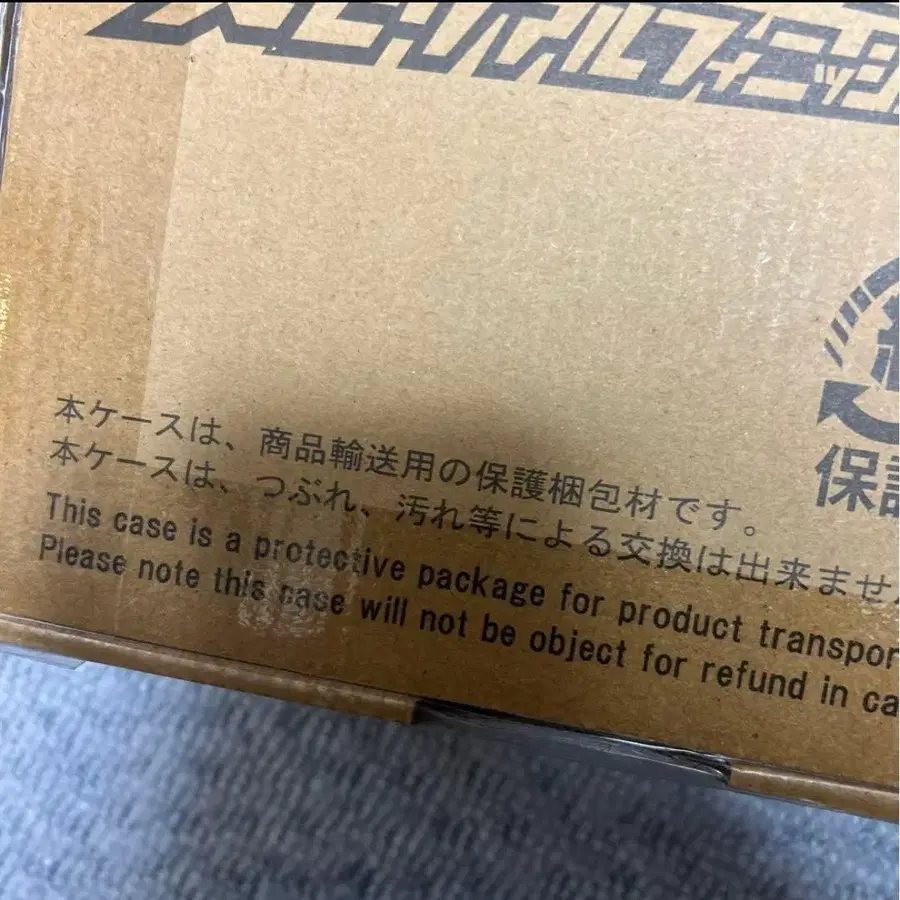 本ケースは、商品輸送用の保護梱包材です。
本ケースは、つぶれ、汚れ等による交換は出来ませ
This case is a protective package for product transpor
Please note this case will not be object for refund in ca
保護